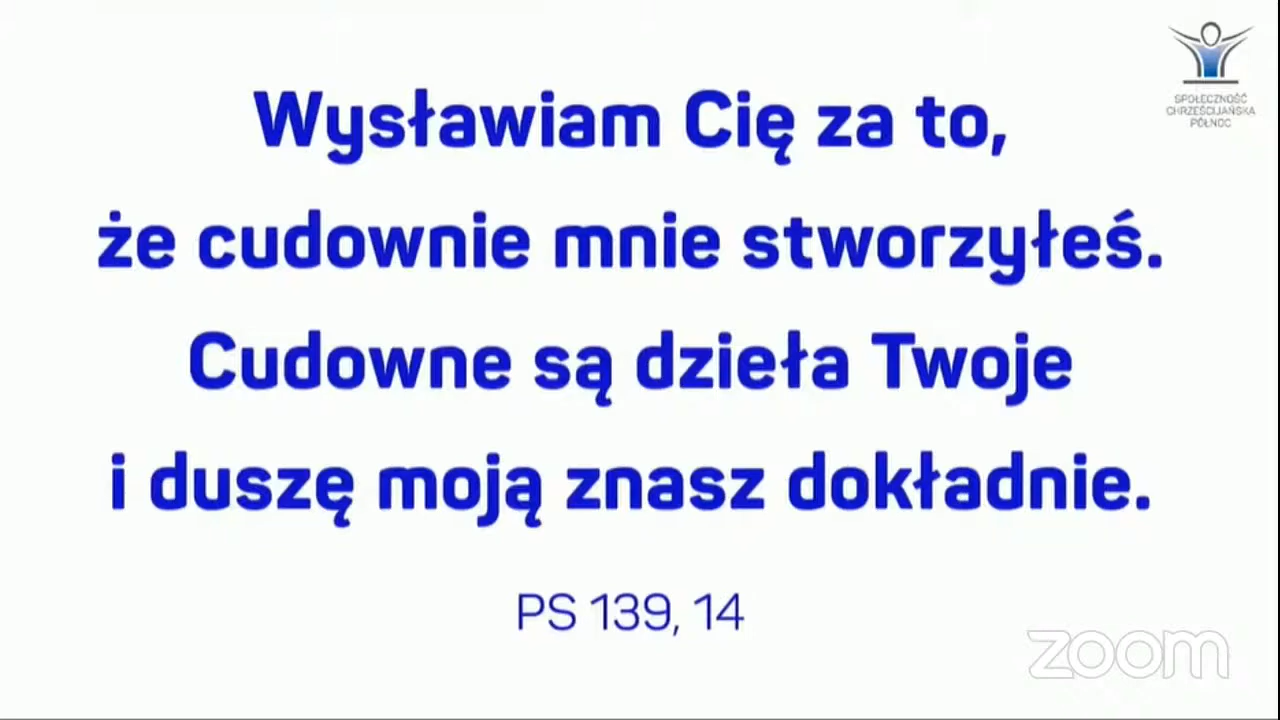 SPOŁECZNOŚĆ
CHRZEŚCIJAŃSKA
PÓŁNOC
Wysławiam Cię za to,
że cudownie mnie stworzyłeś.
Cudowne są dzieła Twoje
i duszę moją znasz dokładnie.
PS 139, 14
zoom